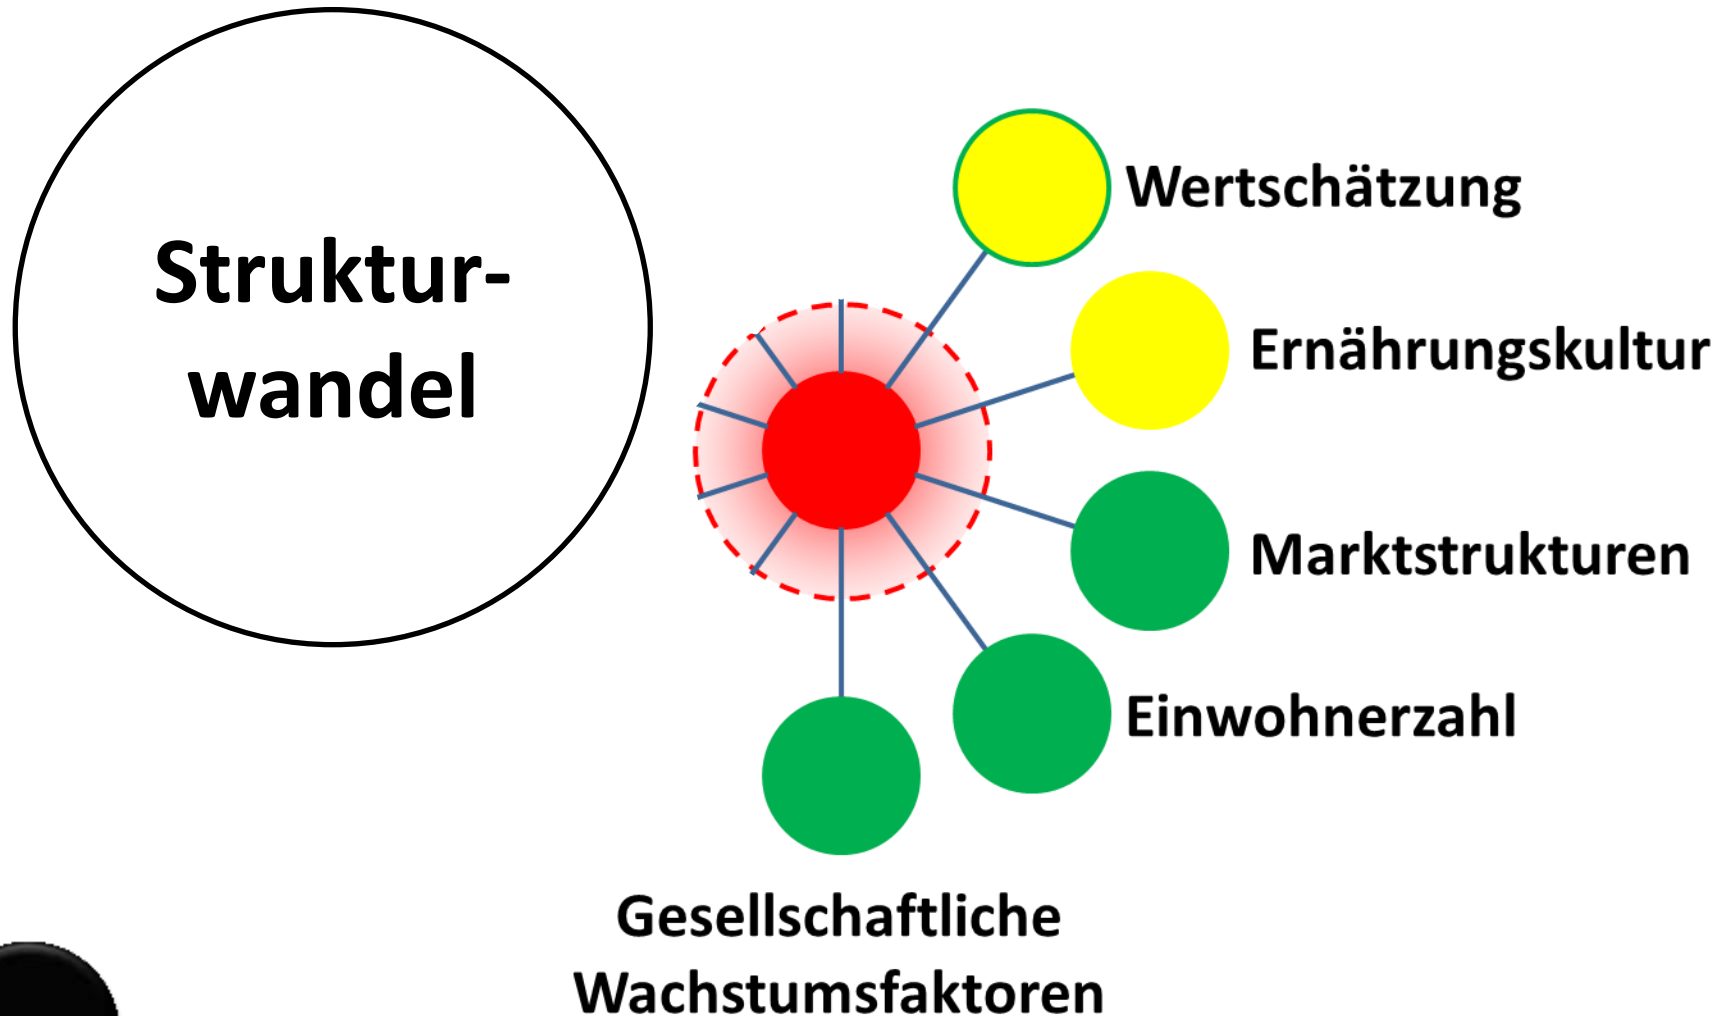 Struktur-
wandel
Wertschätzung
Ernährungskultur
Marktstrukturen
Einwohnerzahl
Gesellschaftliche
Wachstumsfaktoren